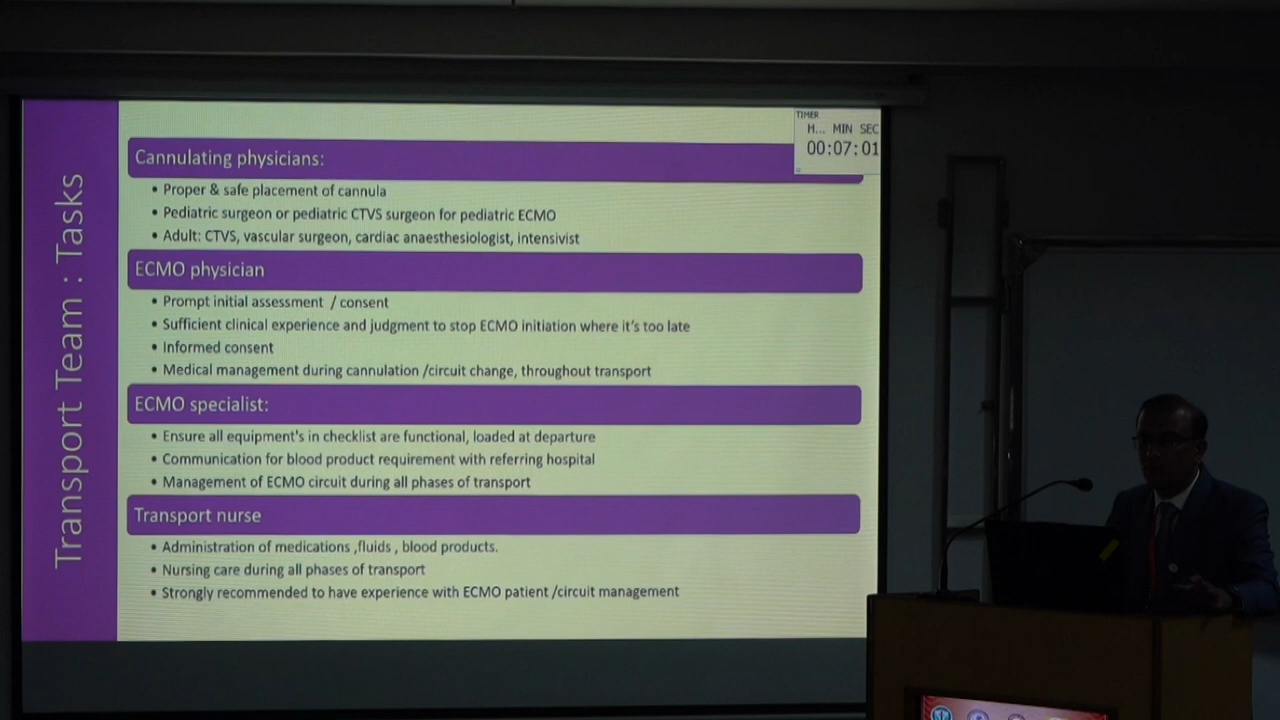 Transport Team : Tasks
TIMER
H... MIN SEC
00:07:01
Cannulating physicians:
• Proper & safe placement of cannula
• Pediatric surgeon or pediatric CTVS surgeon for pediatric ECMO
• Adult: CTVS, vascular surgeon, cardiac anaesthesiologist, intensivist
ECMO physician
• Prompt initial assessment / consent
• Sufficient clinical experience and judgment to stop ECMO initiation where it's too late
• Informed consent
• Medical management during cannulation /circuit change, throughout transport
ECMO specialist:
• Ensure all equipment's in checklist are functional, loaded at departure
• Communication for blood product requirement with referring hospital
• Management of ECMO circuit during all phases of transport
Transport nurse
• Administration of medications ,fluids , blood products.
• Nursing care during all phases of transport
• Strongly recommended to have experience with ECMO patient /circuit management